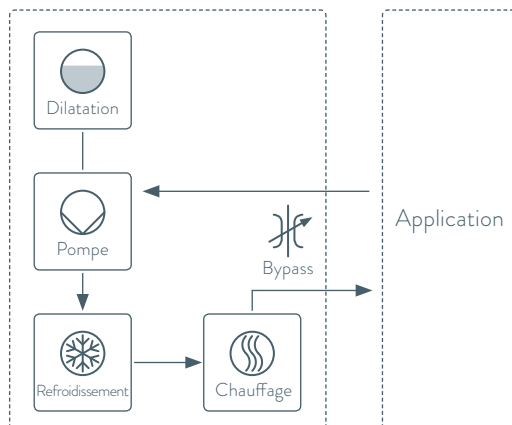 Dilatation
Pompe
Application
Bypass
Refroidissement
Chauffage